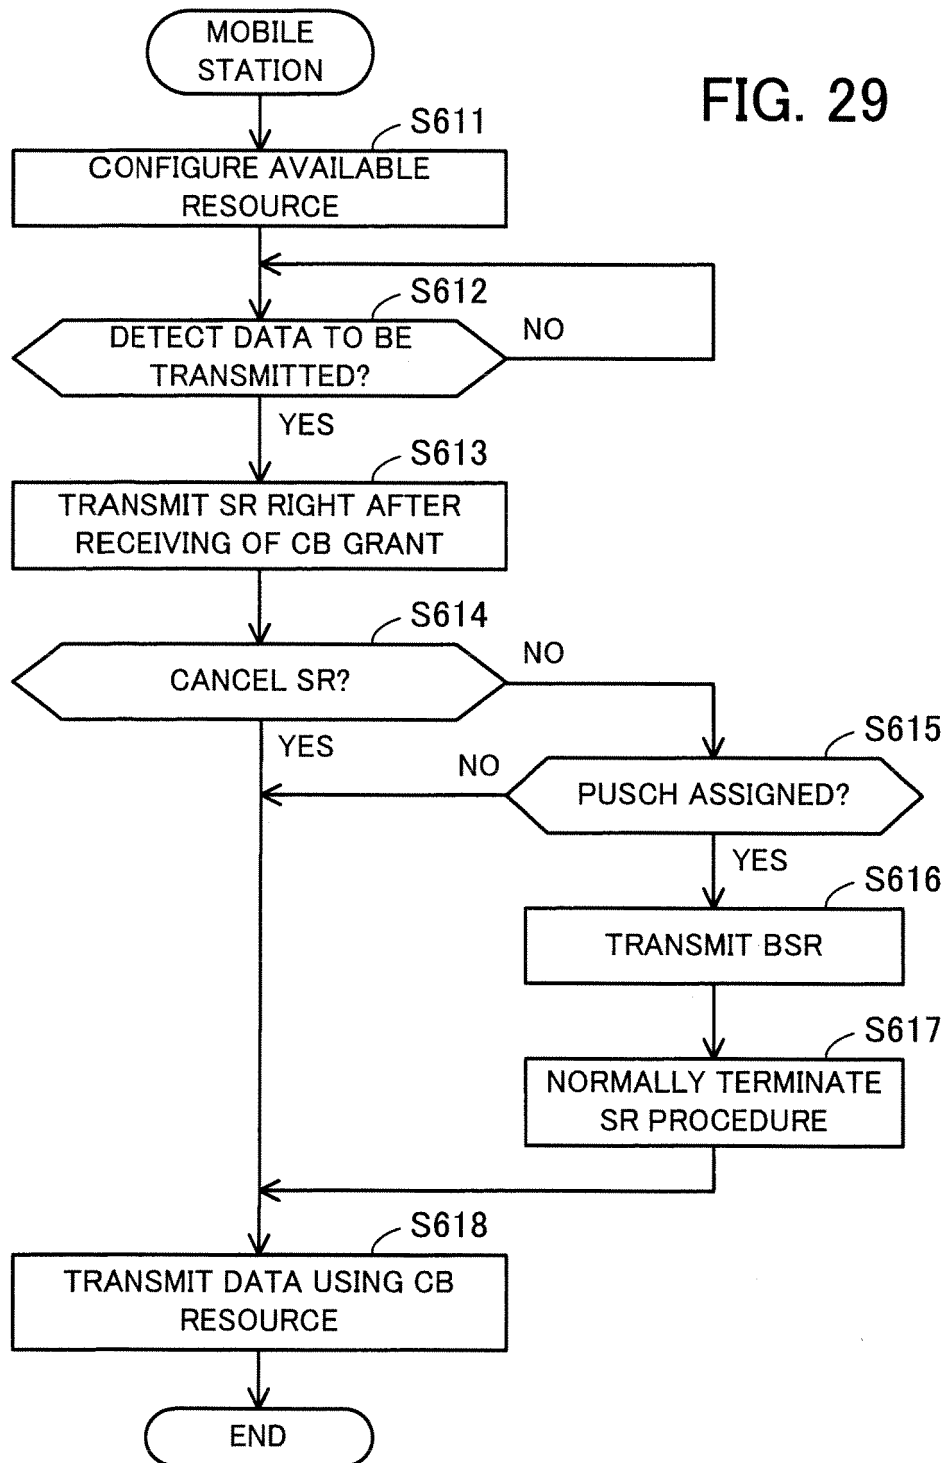 MOBILE
STATION
FIG. 29
S611
CONFIGURE AVAILABLE
RESOURCE
S612
DETECT DATA TO BE
TRANSMITTED?
NO
YES
S613
TRANSMIT SR RIGHT AFTER
RECEIVING OF CB GRANT
S614
CANCEL SR?
NO
YES
S615
PUSCH ASSIGNED?
NO
YES
S616
TRANSMIT BSR
S617
NORMALLY TERMINATE
SR PROCEDURE
S618
TRANSMIT DATA USING CB
RESOURCE
END